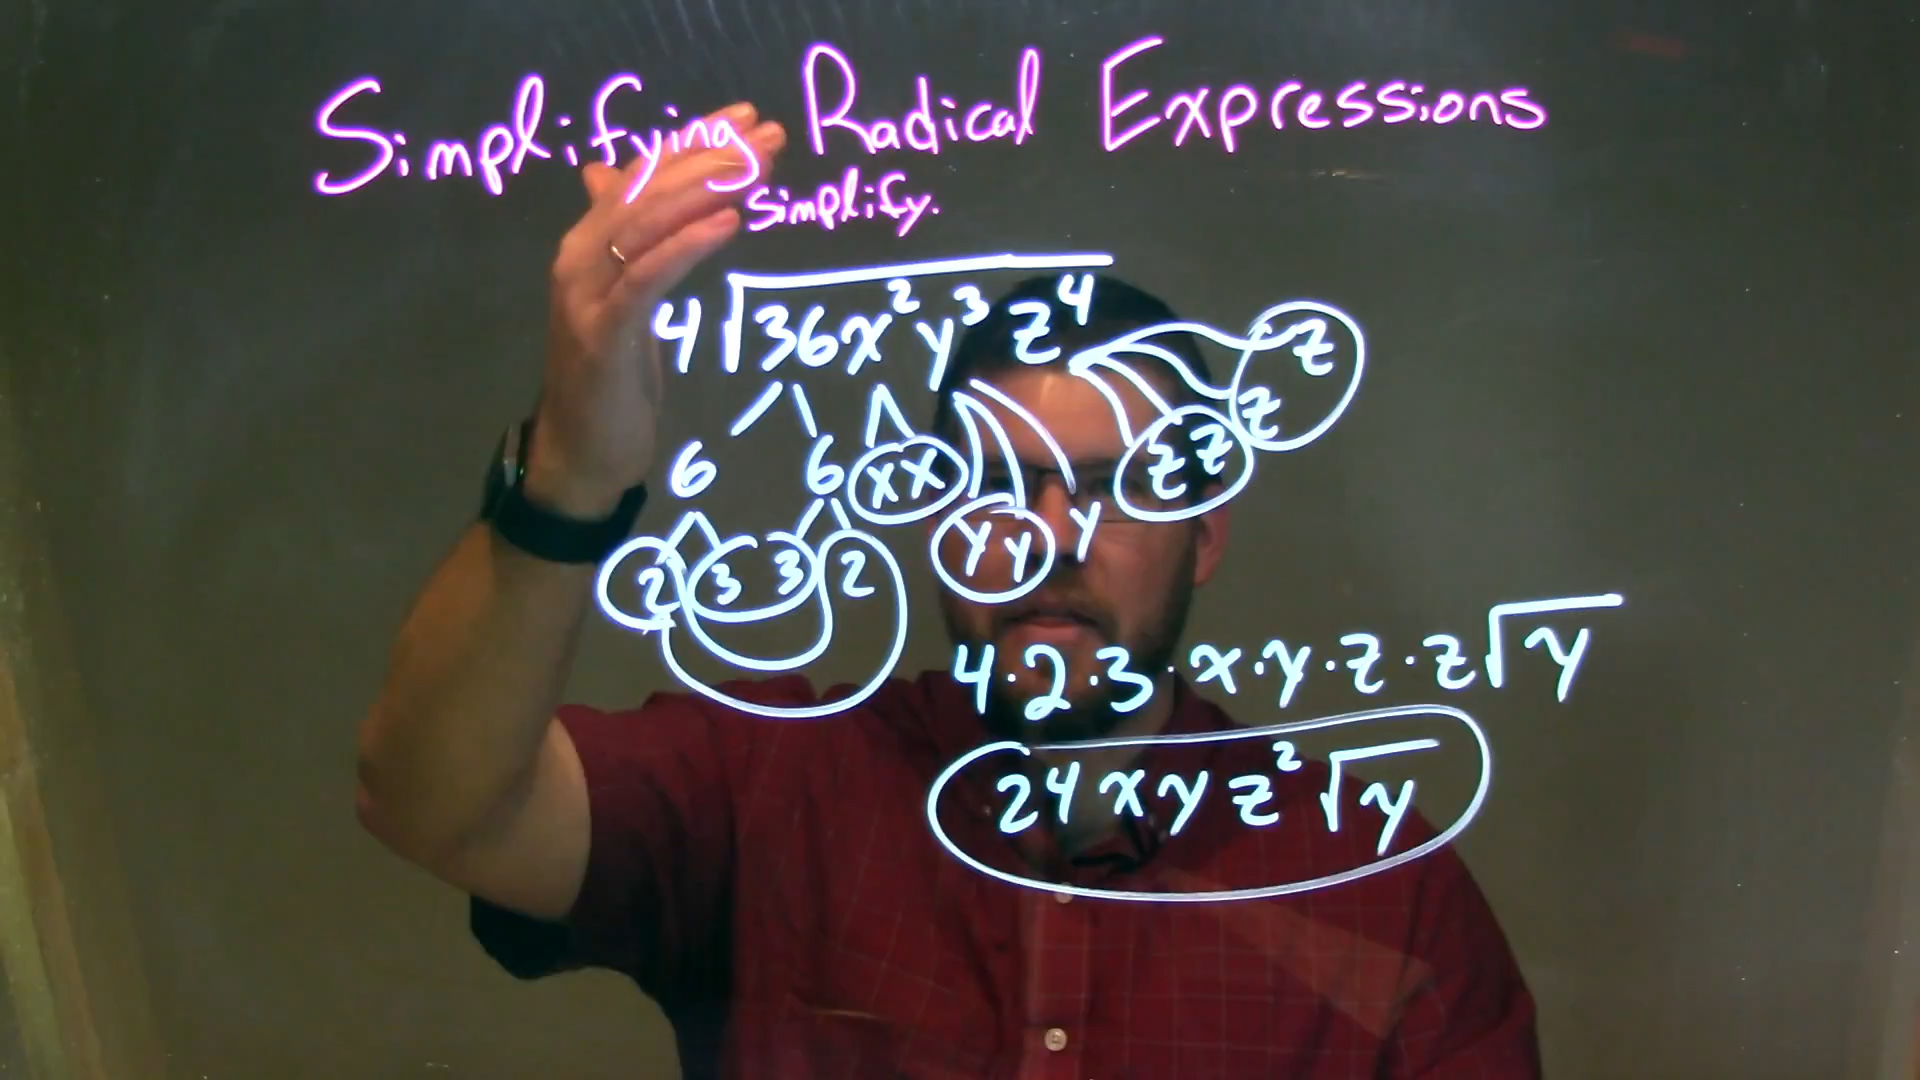 Simplifying Radical Expressions
simplify.
4√36x²y³z⁴
z
z
6 6 xx zz
yy y
2 3 3 2
4·2·3·x·y·z·z√y
24xyz²√y